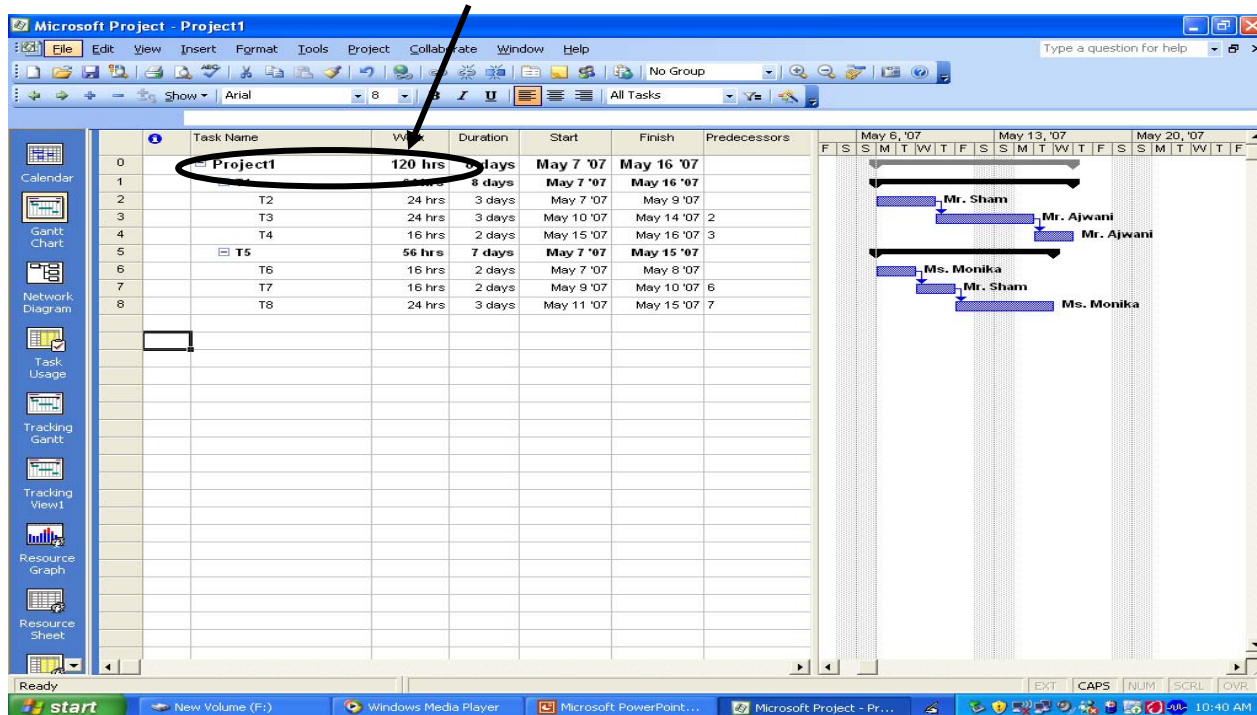 Microsoft Project - Project1
File Edit View Insert Format Tools Project Collaborate Window Help Type a question for help
No Group
Show Arial 8 B I U All Tasks
Task Name Work Duration Start Finish Predecessors May 6, '07 May 13, '07 May 20, '07
F S S M T W T F S S M T W T F S S M T W T F
0 Project1 120 hrs 8 days May 7 '07 May 16 '07
1 8 days May 7 '07 May 16 '07
2 T2 24 hrs 3 days May 7 '07 May 9 '07 Mr. Sham
3 T3 24 hrs 3 days May 10 '07 May 14 '07 2 Mr. Ajwani
4 T4 16 hrs 2 days May 15 '07 May 16 '07 3 Mr. Ajwani
5 T5 56 hrs 7 days May 7 '07 May 15 '07
6 T6 16 hrs 2 days May 7 '07 May 8 '07 Ms. Monika
7 T7 16 hrs 2 days May 9 '07 May 10 '07 6 Mr. Sham
8 T8 24 hrs 3 days May 11 '07 May 15 '07 7 Ms. Monika
Calendar
Gantt
Chart
Network
Diagram
Task
Usage
Tracking
Gantt
Tracking
View1
Resource
Graph
Resource
Sheet
Ready EXT CAPS NUM SCRL OVR
start New Volume (F:) Windows Media Player Microsoft PowerPoint... Microsoft Project - Pr... 10:40 AM